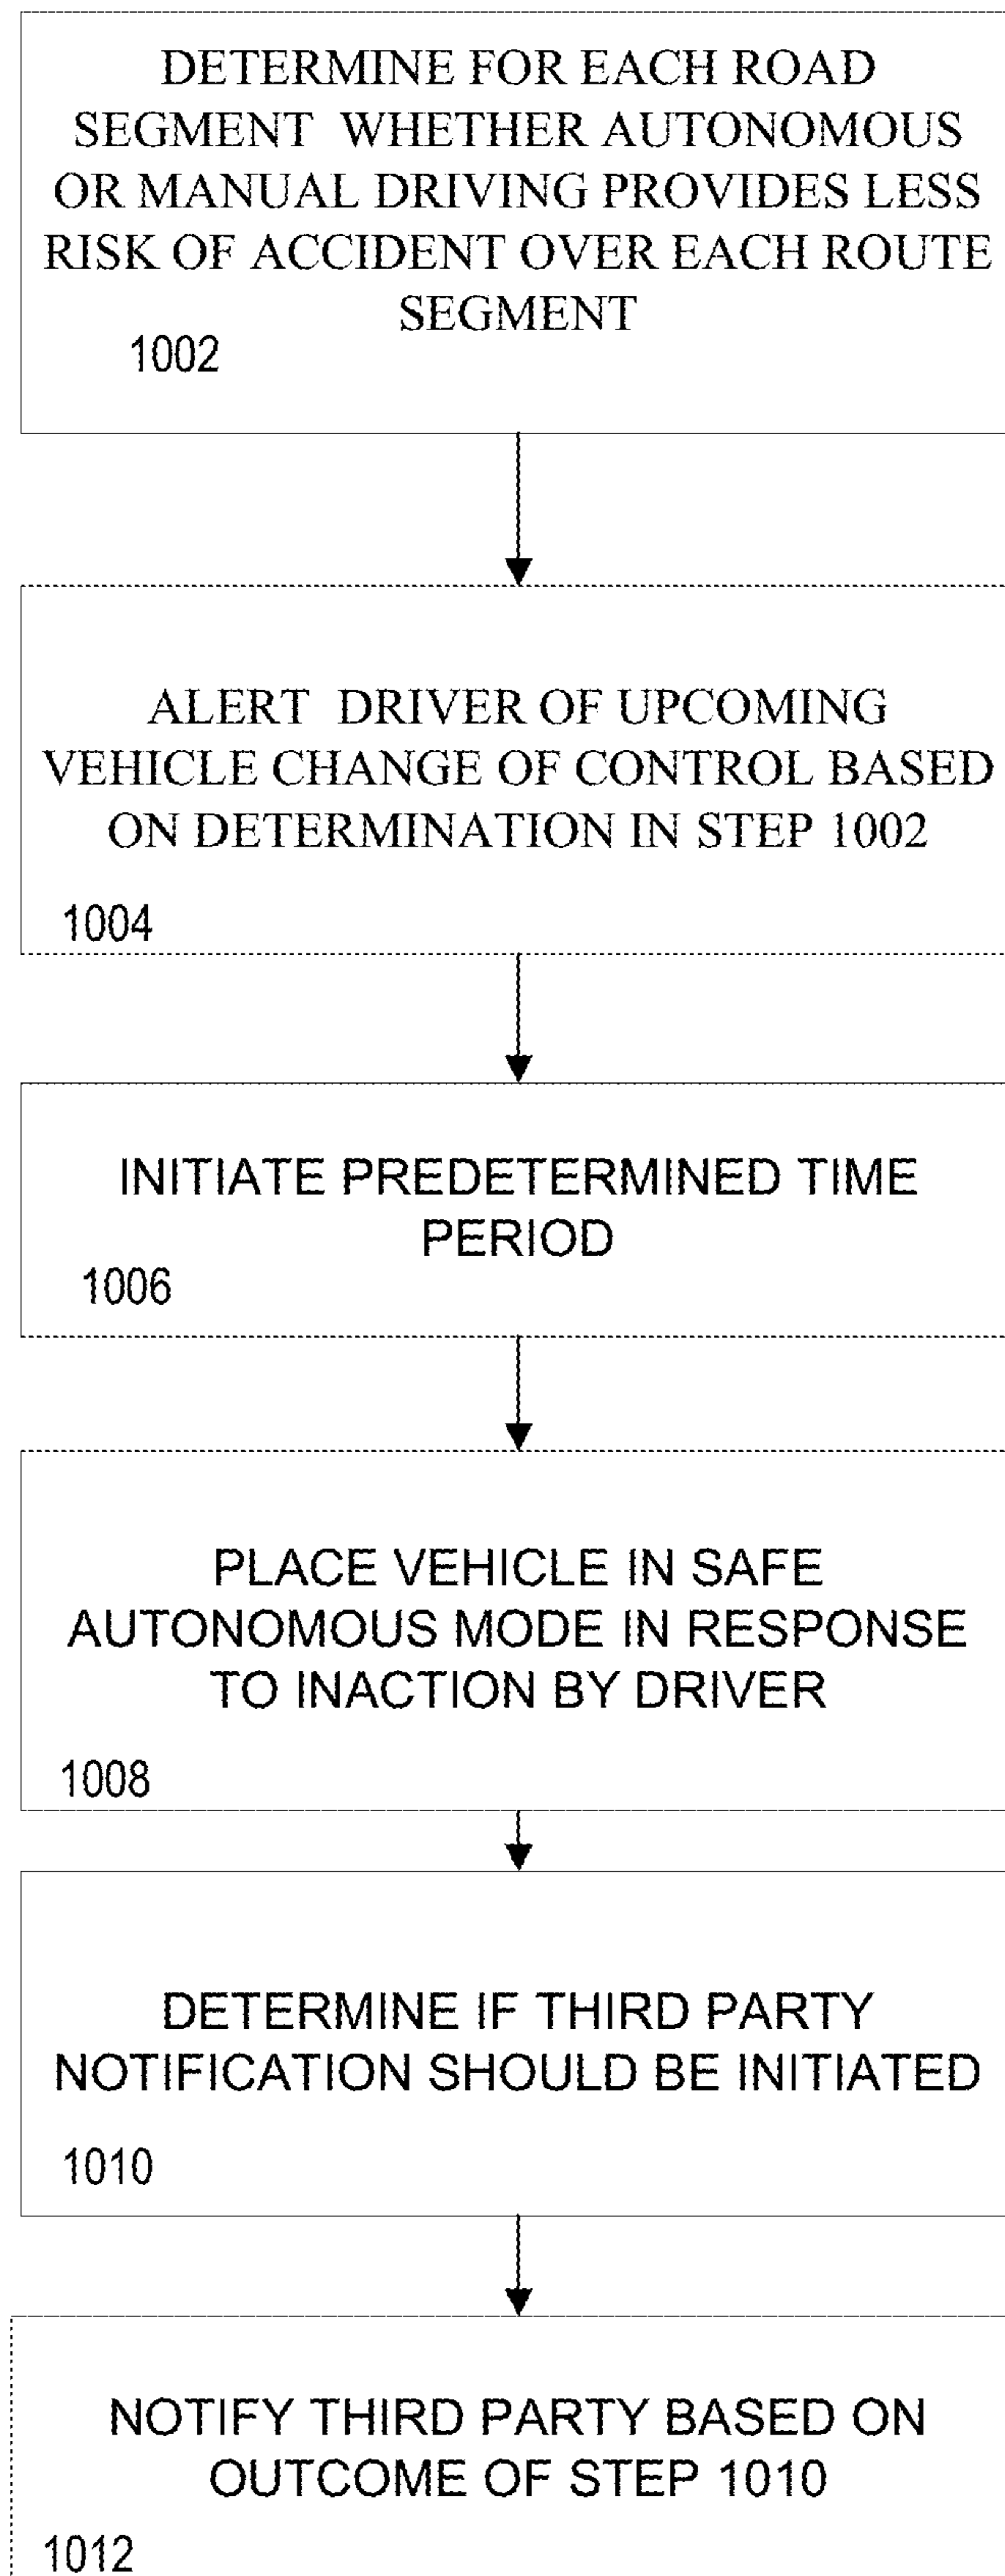 DETERMINE FOR EACH ROAD
SEGMENT WHETHER AUTONOMOUS
OR MANUAL DRIVING PROVIDES LESS
RISK OF ACCIDENT OVER EACH ROUTE
SEGMENT
1002
ALERT DRIVER OF UPCOMING
VEHICLE CHANGE OF CONTROL BASED
ON DETERMINATION IN STEP 1002
1004
INITIATE PREDETERMINED TIME
PERIOD
1006
PLACE VEHICLE IN SAFE
AUTONOMOUS MODE IN RESPONSE
TO INACTION BY DRIVER
1008
DETERMINE IF THIRD PARTY
NOTIFICATION SHOULD BE INITIATED
1010
NOTIFY THIRD PARTY BASED ON
OUTCOME OF STEP 1010
1012